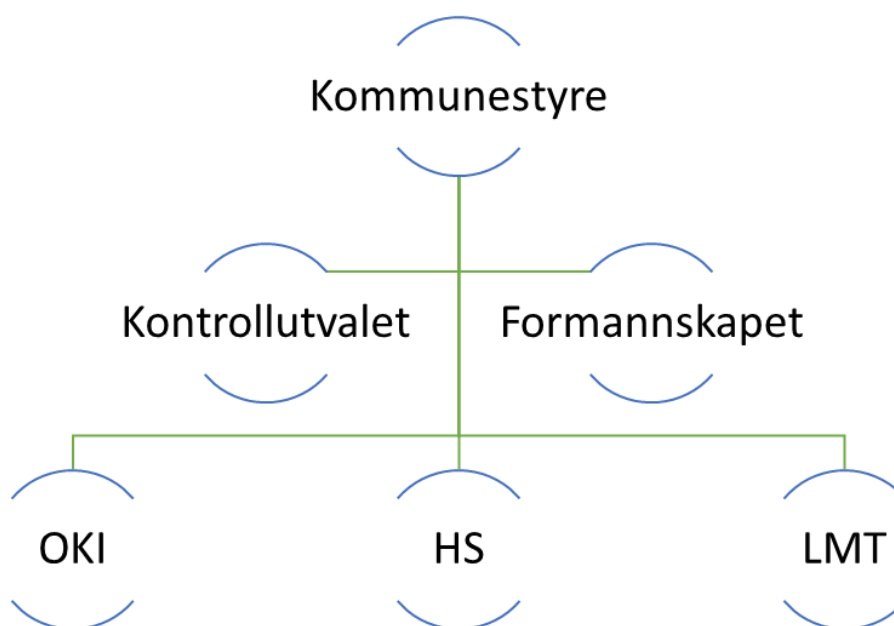 Kommunestyre
Kontrollutvalet
Formannskapet
OKI
HS
LMT